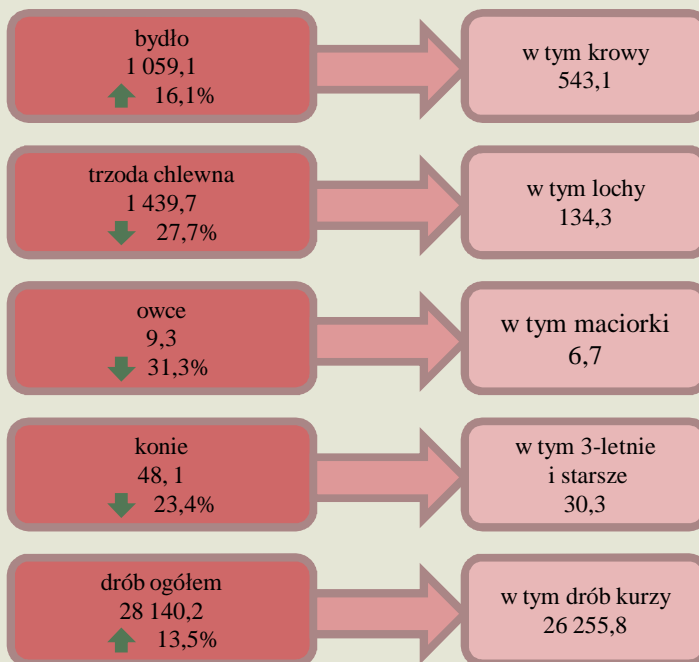 bydło
1 059,1
16,1%
w tym krowy
543,1
trzoda chlewna
1 439,7
27,7%
w tym lochy
134,3
owce
9,3
31,3%
w tym maciorki
6,7
konie
48, 1
23,4%
w tym 3-letnie
i starsze
30,3
drób ogółem
28 140,2
13,5%
w tym drób kurzy
26 255,8